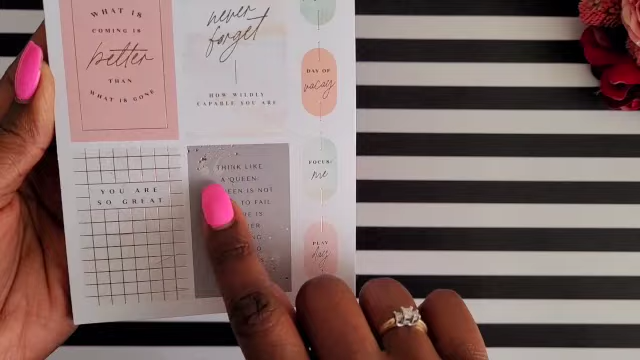 WHAT IS
COMING IS
better
THAN
WHAT IS GONE
never
forget
HOW WILDLY
CAPABLE YOU ARE
DAY OF
vacay
YOU ARE
SO GREAT
THINK LIKE
A QUEEN.
IS NOT
TO FAIL
IS
FOCUS:
me
PLAY
day